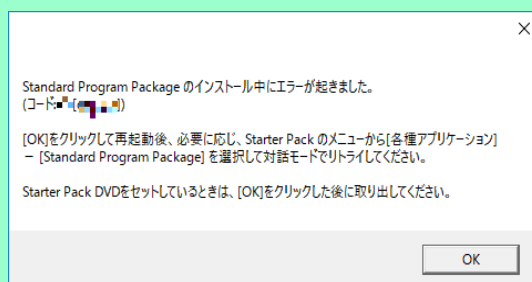 Standard Program Package のインストール中にエラーが起きました。
(コード:
[OK]をクリックして再起動後、必要に応じ、Starter Pack のメニューから[各種アプリケーション]
－ [Standard Program Package] を選択して対話モードでリトライしてください。
Starter Pack DVDをセットしているときは、[OK]をクリックした後に取り出してください。
OK